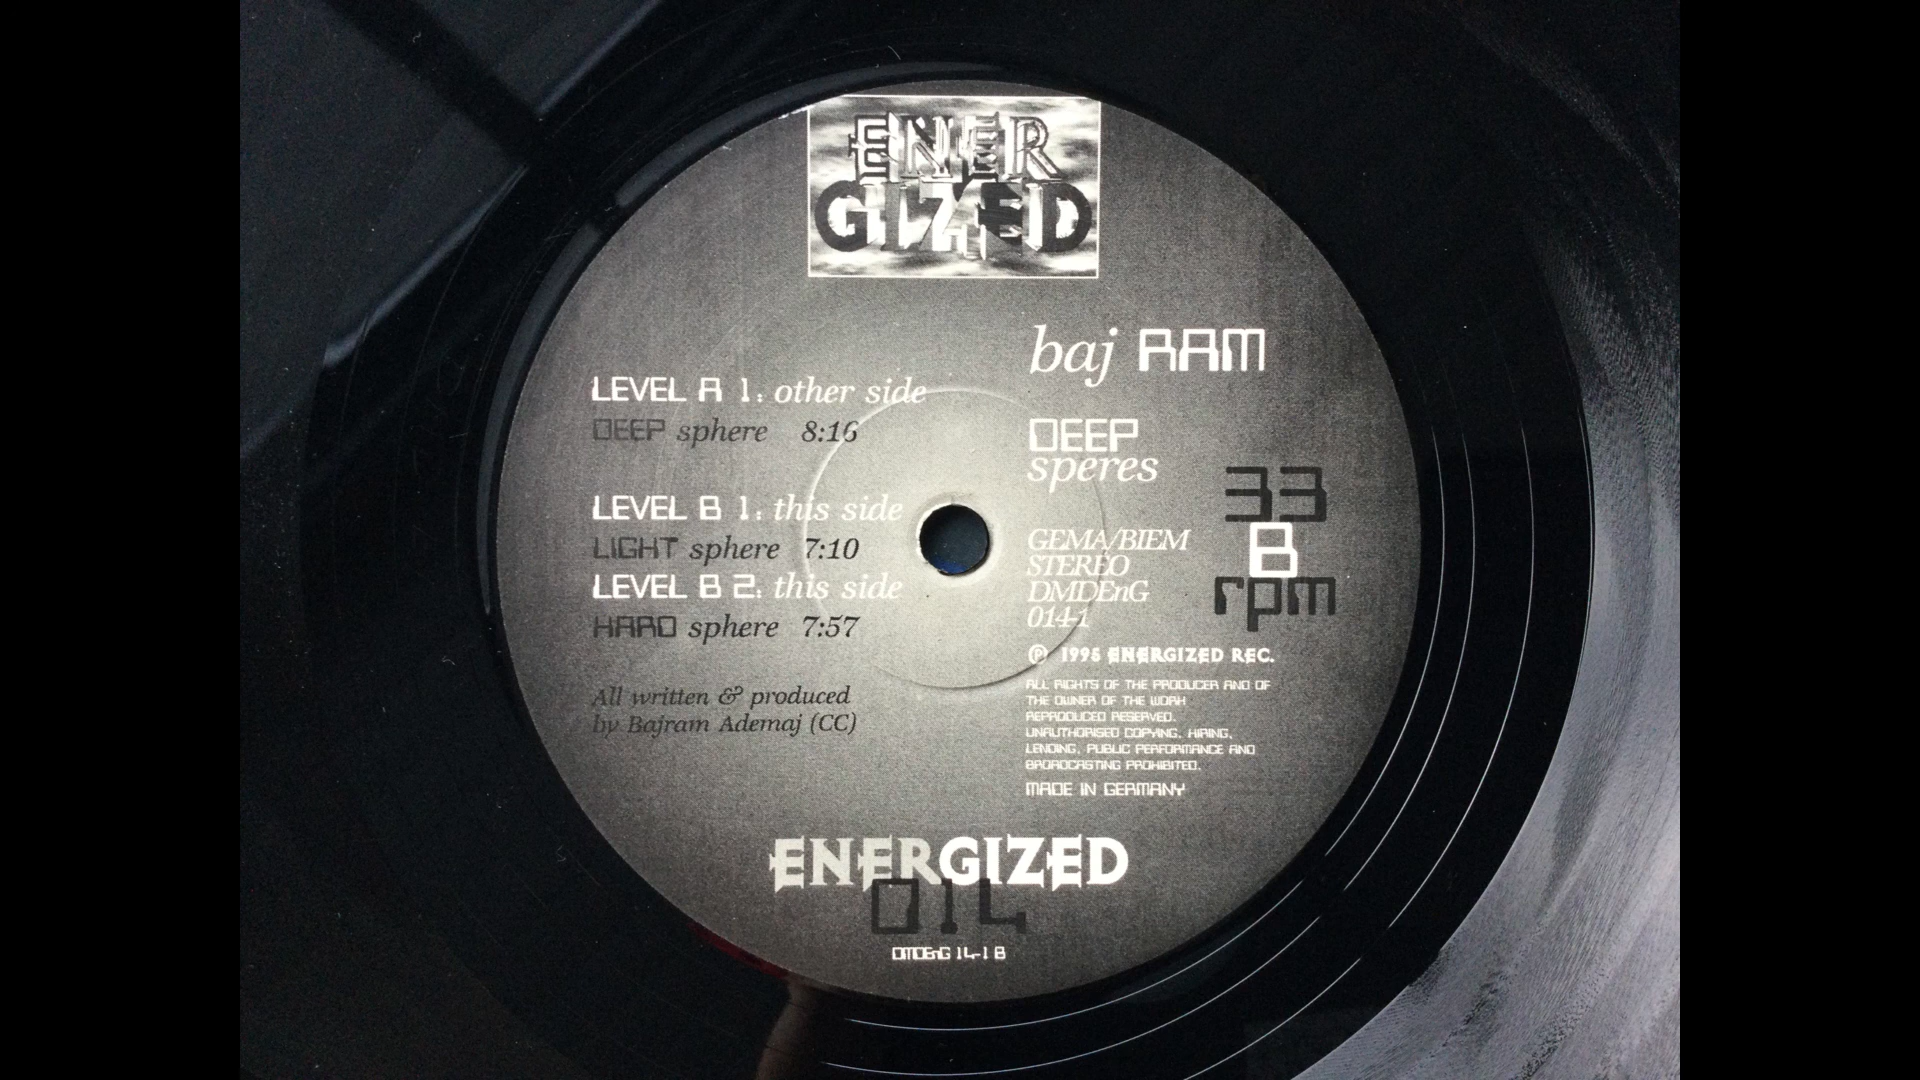 ENER
GIZED
baj RAM
LEVEL A 1: other side
DEEP sphere 8:16
DEEP
speres
LEVEL B 1: this side
LIGHT sphere 7:10
LEVEL B 2: this side
HARD sphere 7:57
33
B
rpm
GEMA/BIEM
STEREO
DMDEnG
014-1
℗ 1995 ENERGIZED REC.
ALL RIGHTS OF THE PRODUCER AND OF
THE OWNER OF THE WORK
REPRODUCED RESERVED.
UNAUTHORISED COPYING, HIRING,
LENDING, PUBLIC PERFORMANCE AND
BROADCASTING PROHIBITED.
MADE IN GERMANY
All written & produced
by Bajram Ademaj (CC)
ENERGIZED
014
DMDEnG 14-1 B